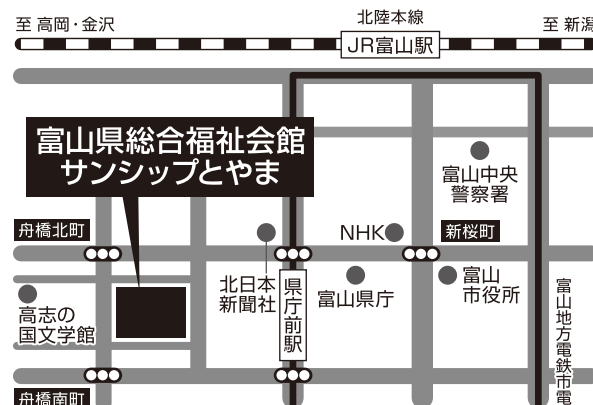 至 高岡・金沢
北陸本線
至 新潟
JR富山駅
富山県総合福祉会館
サンシップとやま
富山中央
警察署
舟橋北町
NHK
新桜町
北日本
新聞社
県庁前駅
富山県庁
富山
市役所
高志の
国文学館
富山地方電鉄市電
舟橋南町